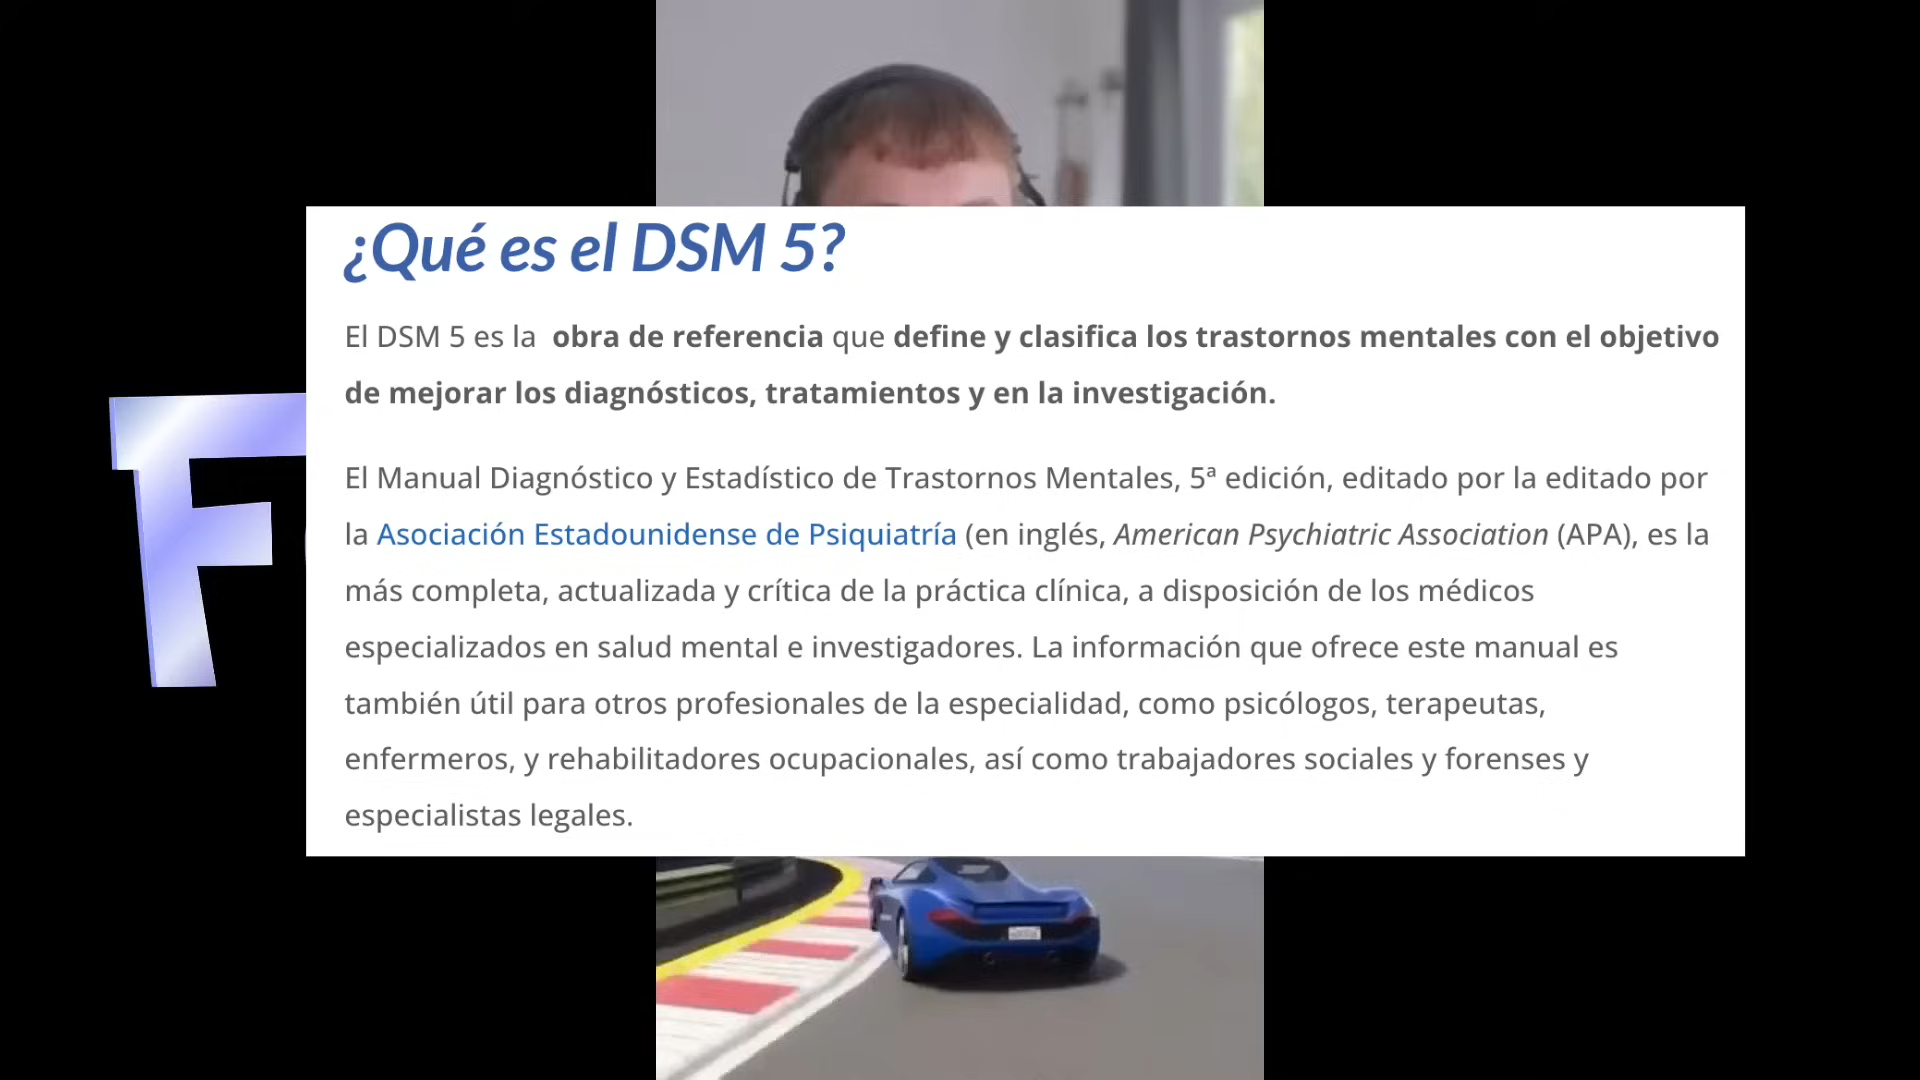 ¿Qué es el DSM 5?
El DSM 5 es la obra de referencia que define y clasifica los trastornos mentales con el objetivo
de mejorar los diagnósticos, tratamientos y en la investigación.
El Manual Diagnóstico y Estadístico de Trastornos Mentales, 5ª edición, editado por la editado por
la Asociación Estadounidense de Psiquiatría (en inglés, American Psychiatric Association (APA), es la
más completa, actualizada y crítica de la práctica clínica, a disposición de los médicos
especializados en salud mental e investigadores. La información que ofrece este manual es
también útil para otros profesionales de la especialidad, como psicólogos, terapeutas,
enfermeros, y rehabilitadores ocupacionales, así como trabajadores sociales y forenses y
especialistas legales.
F